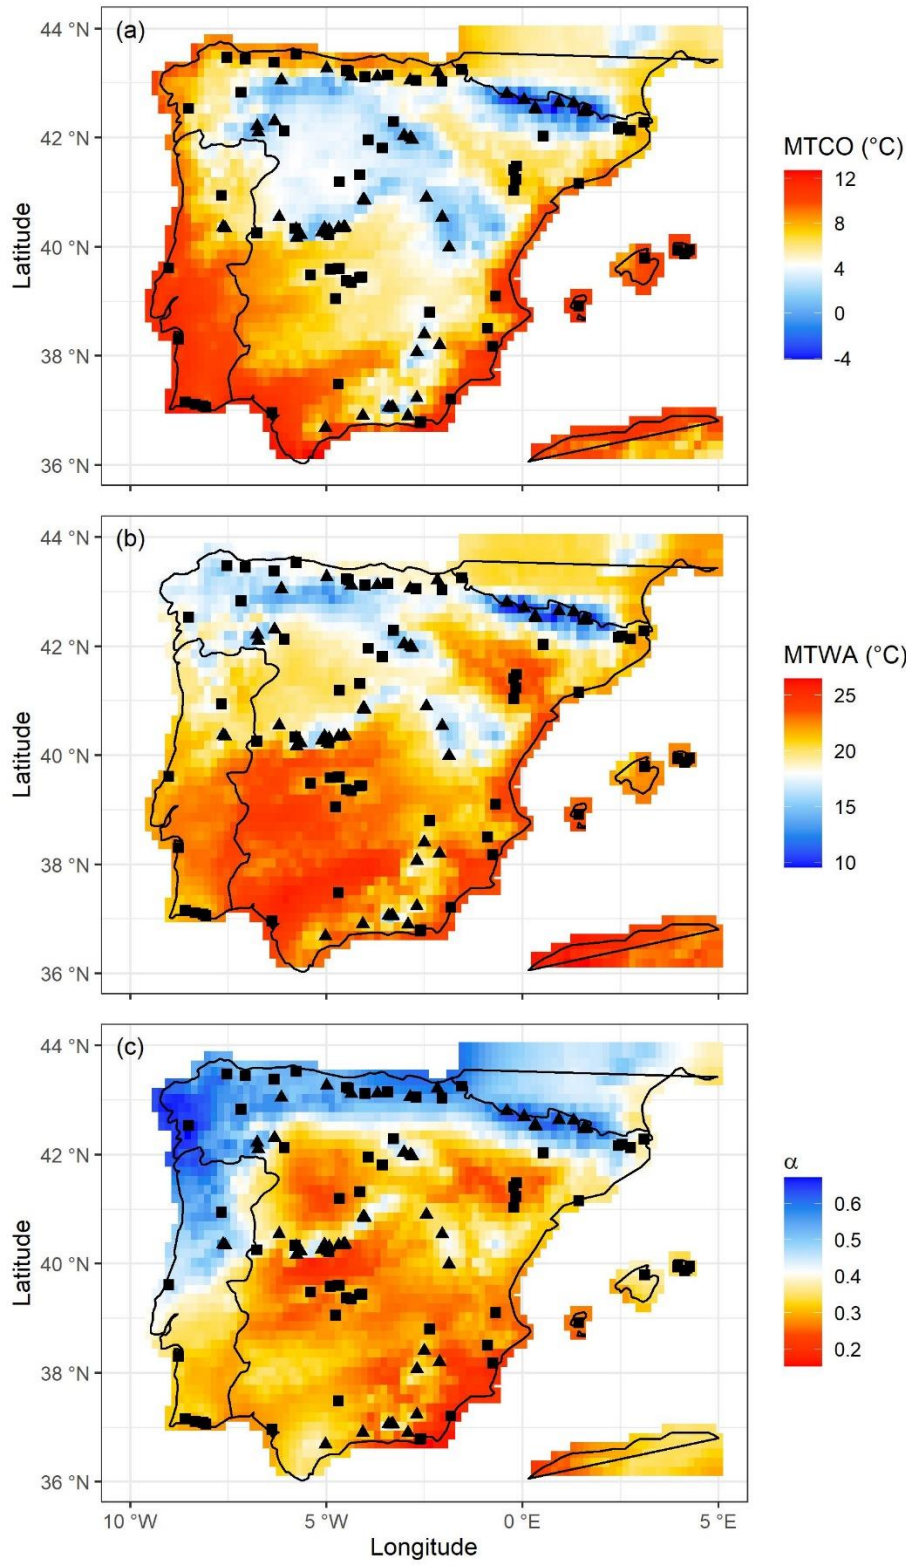 (a)
44 °N
42 °N
40 °N
38 °N
36 °N
Latitude
MTCO (°C)
12
8
4
0
-4
(b)
44 °N
42 °N
40 °N
38 °N
36 °N
Latitude
MTWA (°C)
25
20
15
10
(c)
44 °N
42 °N
40 °N
38 °N
36 °N
Latitude
α
0.6
0.5
0.4
0.3
0.2
10 °W
5 °W
0 °E
5 °E
Longitude